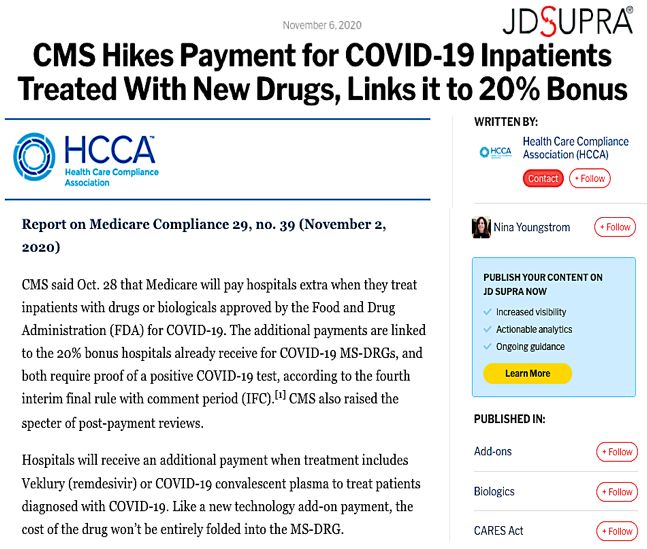 November 6, 2020
JDSUPRA®
CMS Hikes Payment for COVID-19 Inpatients
Treated With New Drugs, Links it to 20% Bonus
HCCA™
Health Care Compliance
Association
Report on Medicare Compliance 29, no. 39 (November 2,
2020)
CMS said Oct. 28 that Medicare will pay hospitals extra when they treat
inpatients with drugs or biologicals approved by the Food and Drug
Administration (FDA) for COVID-19. The additional payments are linked
to the 20% bonus hospitals already receive for COVID-19 MS-DRGs, and
both require proof of a positive COVID-19 test, according to the fourth
interim final rule with comment period (IFC).[1] CMS also raised the
specter of post-payment reviews.
Hospitals will receive an additional payment when treatment includes
Veklury (remdesivir) or COVID-19 convalescent plasma to treat patients
diagnosed with COVID-19. Like a new technology add-on payment, the
cost of the drug won't be entirely folded into the MS-DRG.
WRITTEN BY:
HCCA
Health Care Compliance
Association (HCCA)
Contact
+ Follow
Nina Youngstrom
+ Follow
PUBLISH YOUR CONTENT ON
JD SUPRA NOW
Increased visibility
Actionable analytics
Ongoing guidance
Learn More
PUBLISHED IN:
Add-ons
+ Follow
Biologics
+ Follow
CARES Act
+ Follow